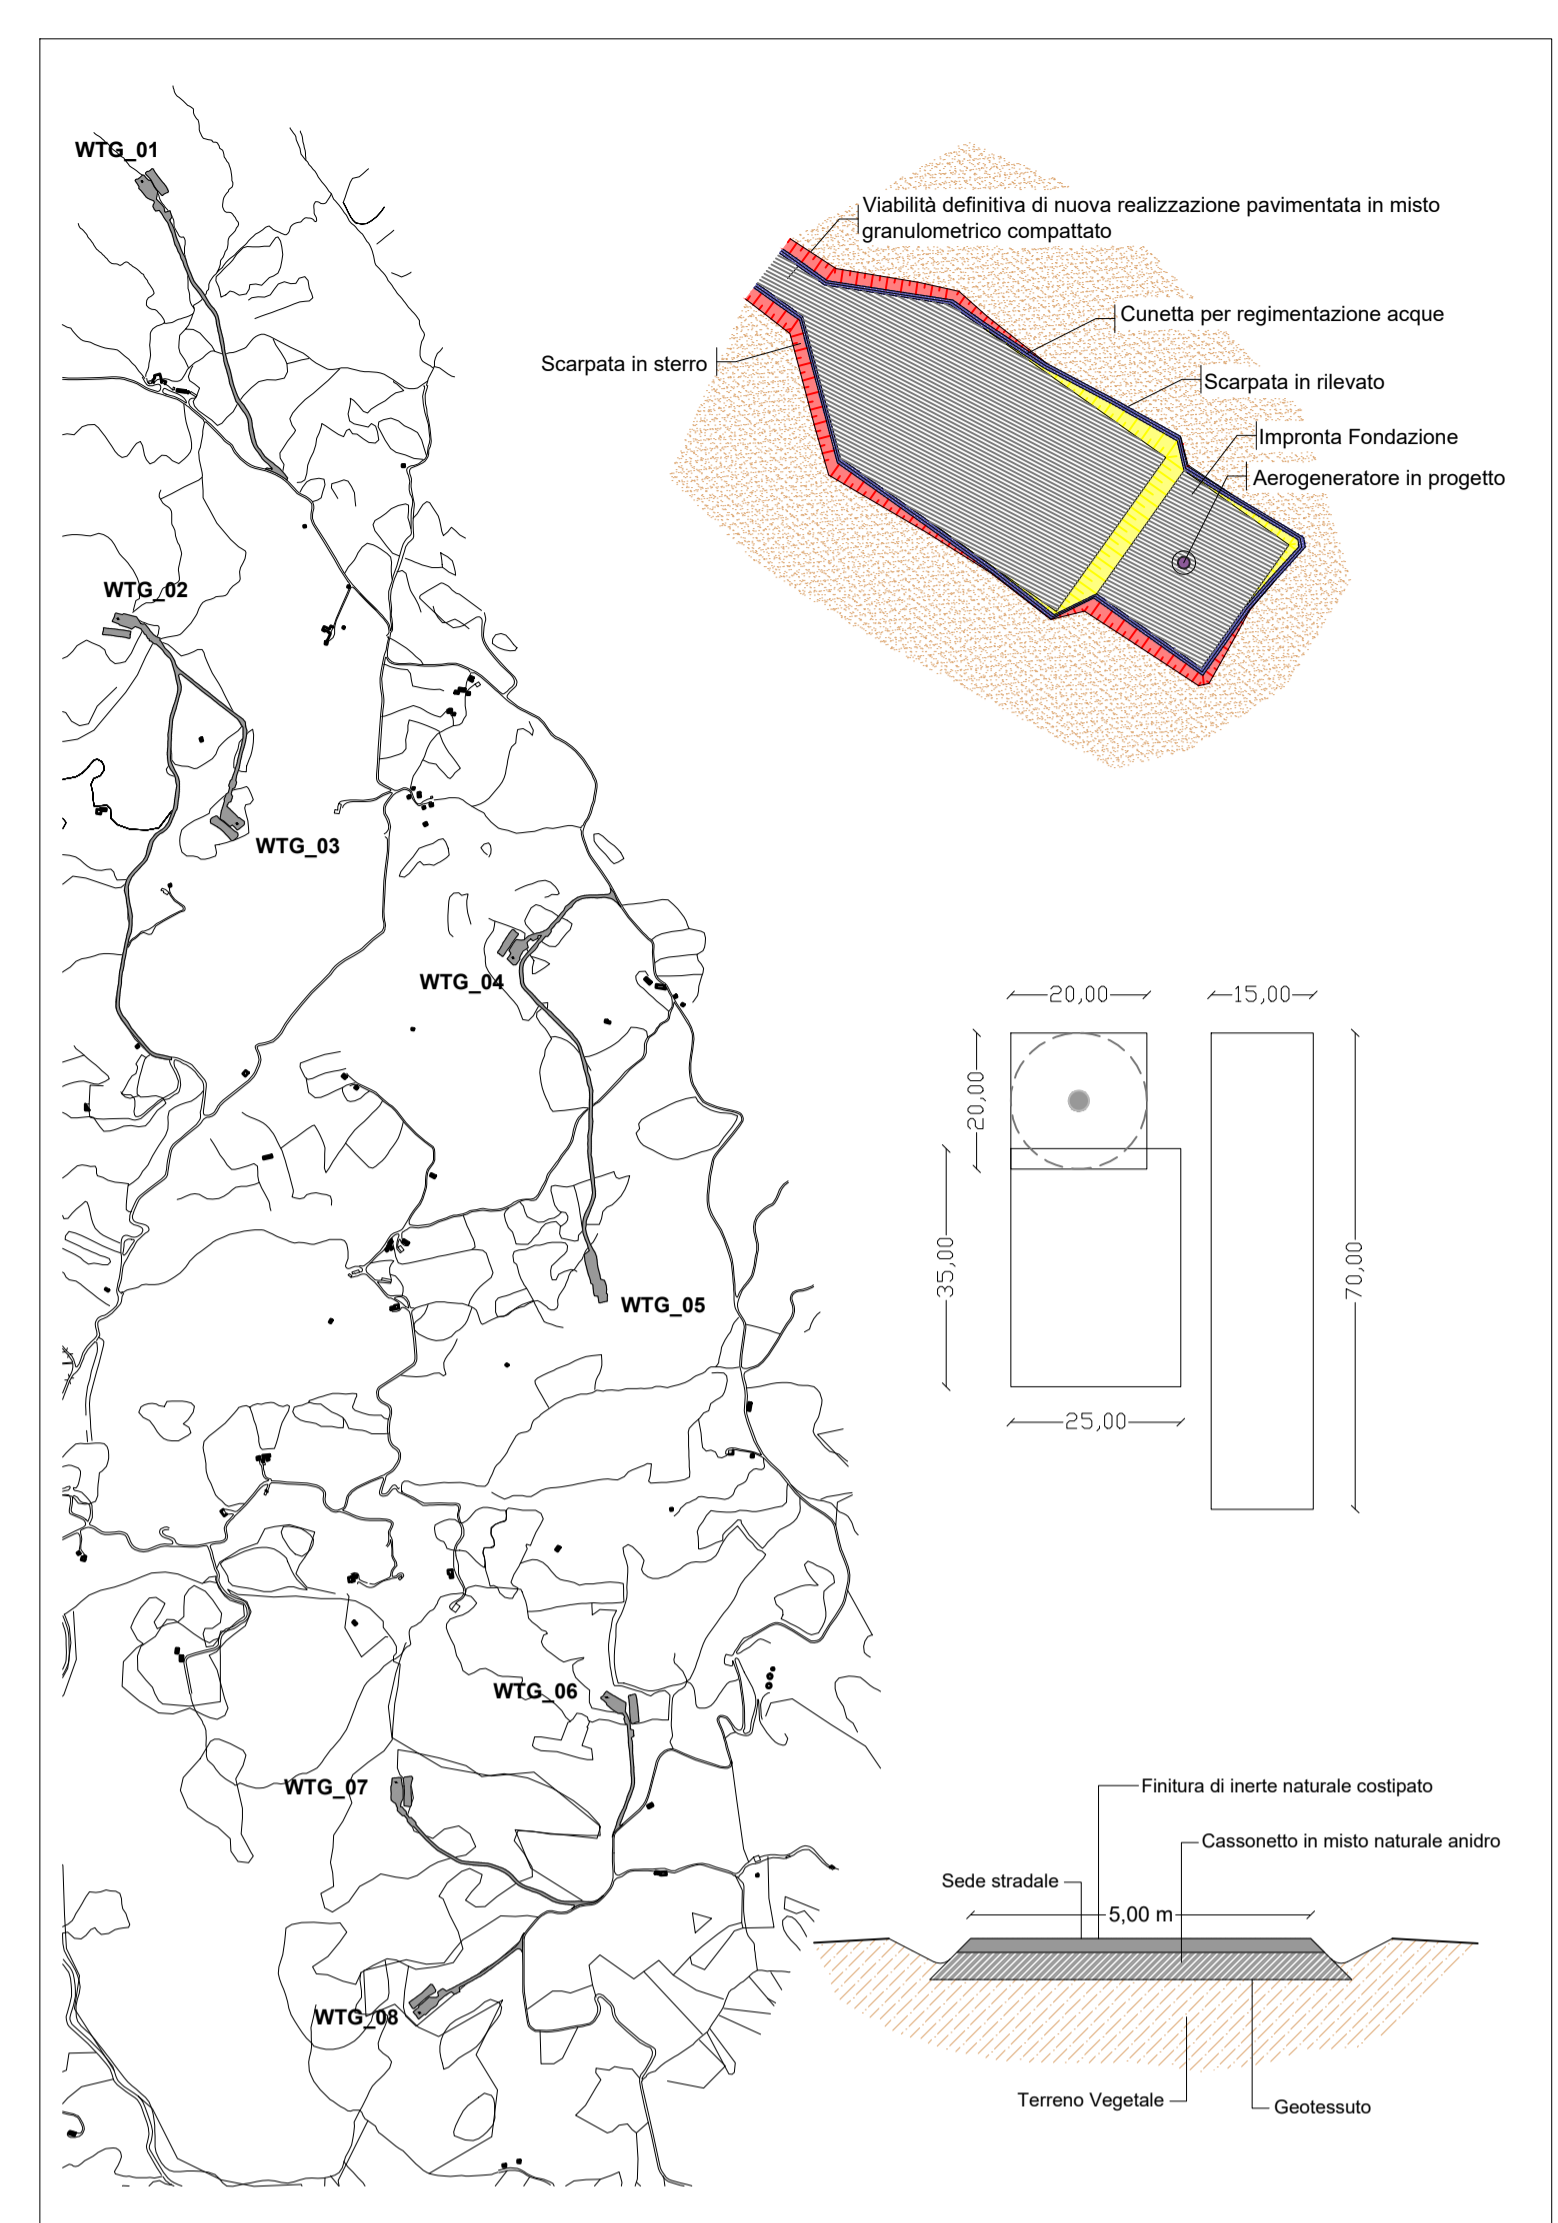 WTG_01
Viabilità definitiva di nuova realizzazione pavimentata in misto
granulometrico compattato
Cunetta per regimentazione acque
Scarpata in sterro
Scarpata in rilevato
Impronta Fondazione
Aerogeneratore in progetto
WTG_02
WTG_03
WTG_04
20,00
15,00
20,00
35,00
70,00
25,00
WTG_05
WTG_06
WTG_07
Finitura di inerte naturale costipato
Cassonetto in misto naturale anidro
Sede stradale
5,00 m
WTG_08
Terreno Vegetale
Geotessuto